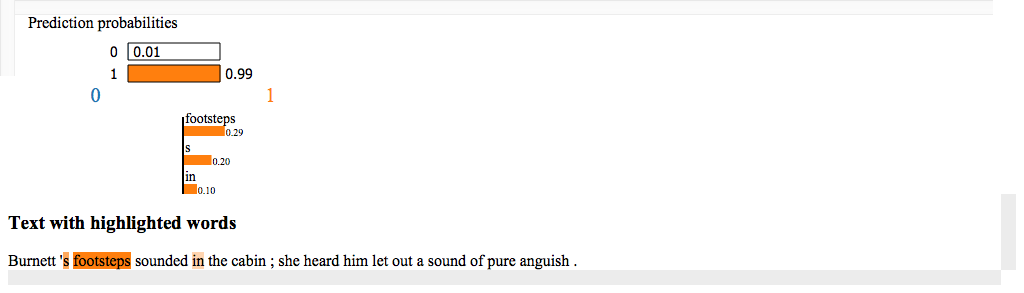 Prediction probabilities
0 0.01
1 0.99
0 1
footsteps
0.29
s
0.20
in
0.10
Text with highlighted words
Burnett 's footsteps sounded in the cabin ; she heard him let out a sound of pure anguish .